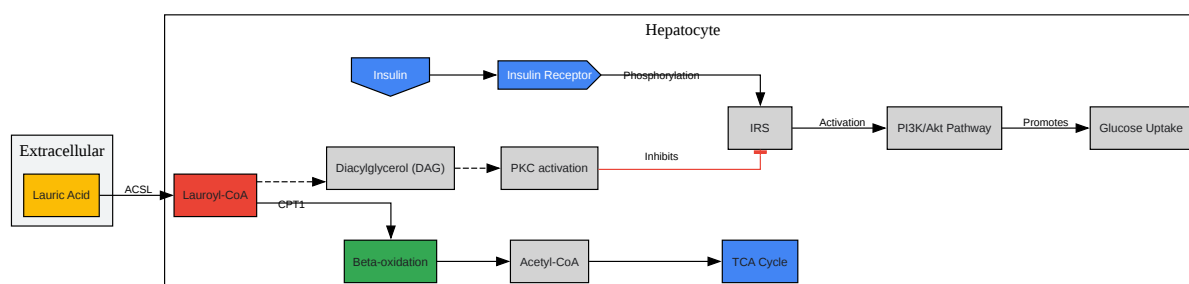 Hepatocyte
Insulin
Insulin Receptor
Phosphorylation
IRS
Activation
PI3K/Akt Pathway
Promotes
Glucose Uptake
Extracellular
Lauric Acid
ACSL
Lauroyl-CoA
Diacylglycerol (DAG)
PKC activation
Inhibits
CPT1
Beta-oxidation
Acetyl-CoA
TCA Cycle